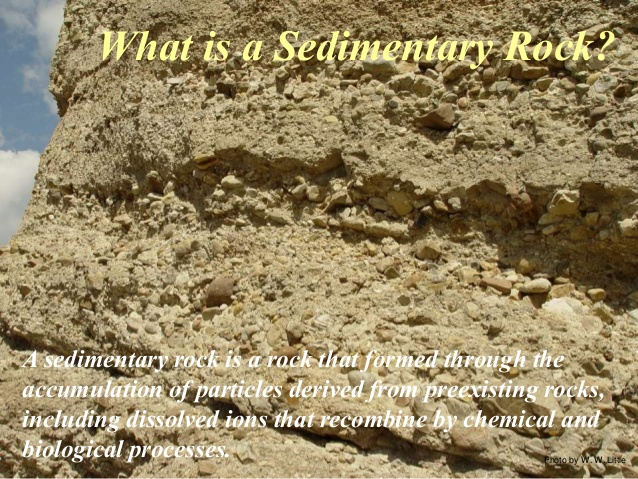 What is a Sedimentary Rock?
A sedimentary rock is a rock that formed through the
accumulation of particles derived from preexisting rocks,
including dissolved ions that recombine by chemical and
biological processes.
Photo by W. W. Little